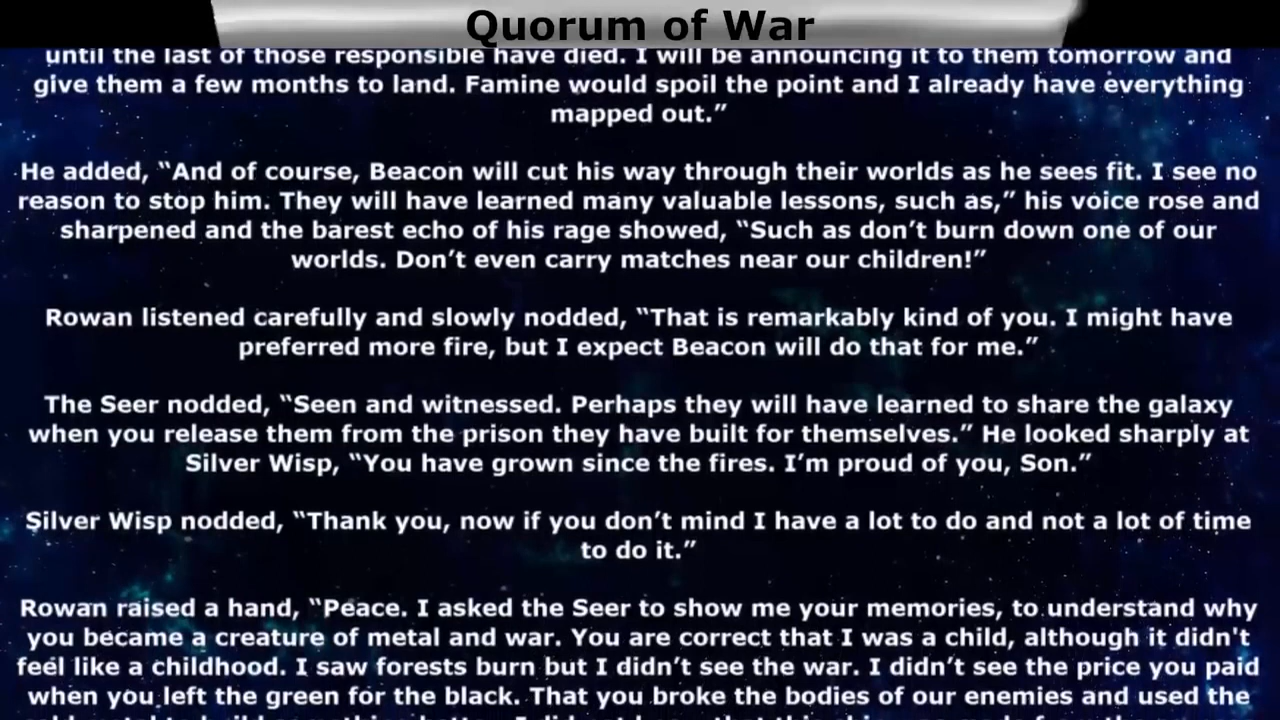 Quorum of War
until the last of those responsible have died. I will be announcing it to them tomorrow and
give them a few months to land. Famine would spoil the point and I already have everything
mapped out.”
He added, “And of course, Beacon will cut his way through their worlds as he sees fit. I see no
reason to stop him. They will have learned many valuable lessons, such as,” his voice rose and
sharpened and the barest echo of his rage showed, “Such as don’t burn down one of our
worlds. Don’t even carry matches near our children!”
Rowan listened carefully and slowly nodded, “That is remarkably kind of you. I might have
preferred more fire, but I expect Beacon will do that for me.”
The Seer nodded, “Seen and witnessed. Perhaps they will have learned to share the galaxy
when you release them from the prison they have built for themselves.” He looked sharply at
Silver Wisp, “You have grown since the fires. I’m proud of you, Son.”
Silver Wisp nodded, “Thank you, now if you don’t mind I have a lot to do and not a lot of time
to do it.”
Rowan raised a hand, “Peace. I asked the Seer to show me your memories, to understand why
you became a creature of metal and war. You are correct that I was a child, although it didn't
feel like a childhood. I saw forests burn but I didn’t see the war. I didn’t see the price you paid
when you left the green for the black. That you broke the bodies of our enemies and used the